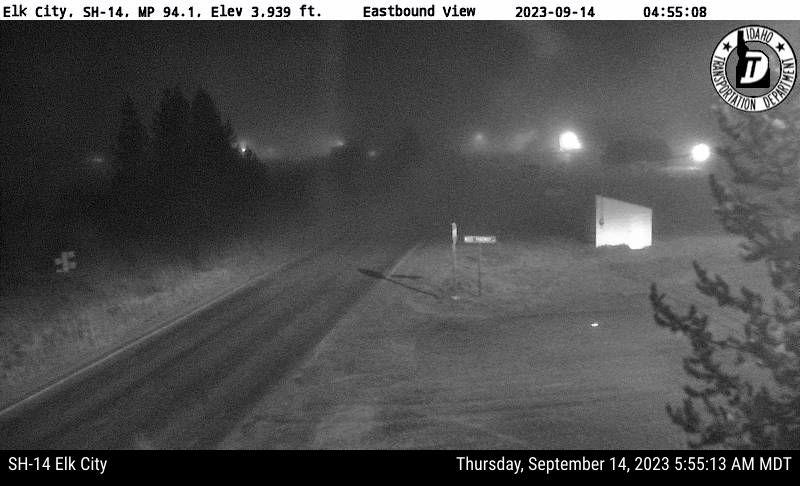 Elk City, SH-14, MP 94.1, Elev 3,939 ft. Eastbound View 2023-09-14 04:55:08
IDAHO
TRANSPORTATION DEPARTMENT
SH-14 Elk City Thursday, September 14, 2023 5:55:13 AM MDT